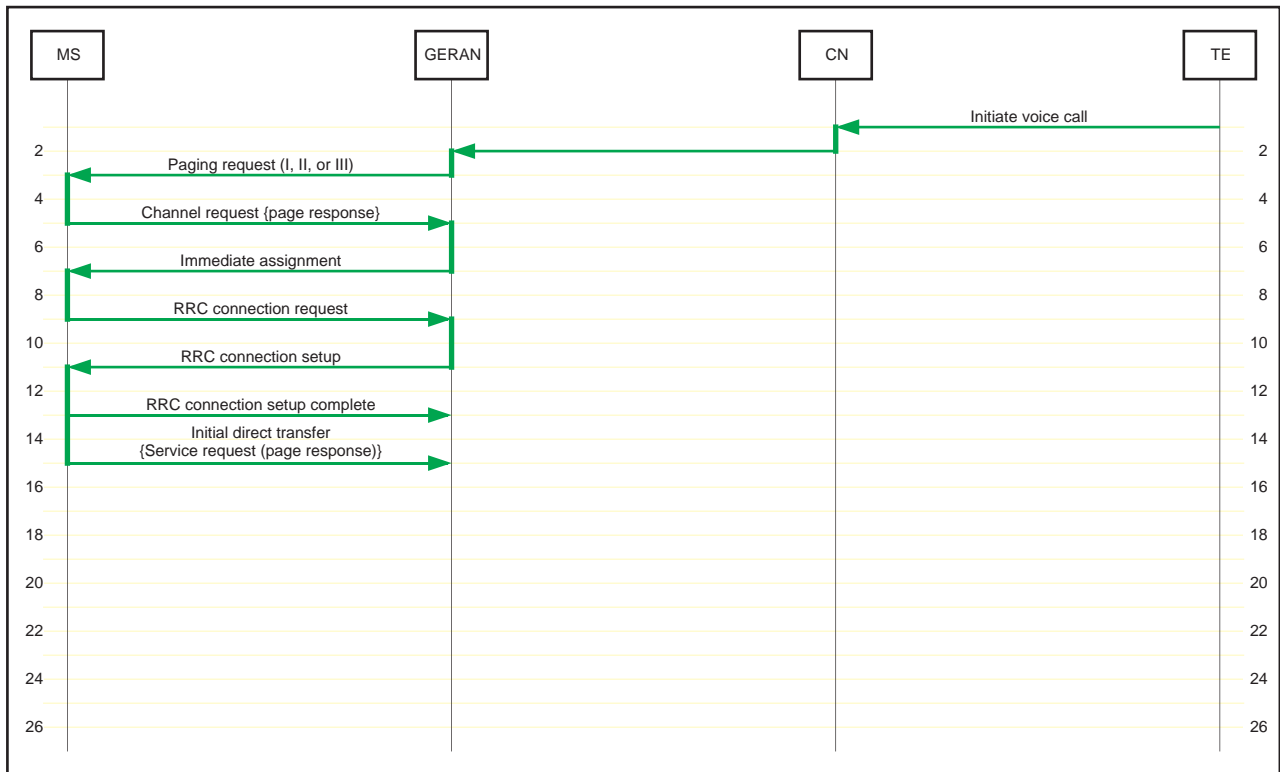 MS GERAN CN TE
Initiate voice call
2 2
Paging request (I, II, or III)
4 4
Channel request {page response}
6 6
Immediate assignment
8 8
RRC connection request
10 10
RRC connection setup
12 12
RRC connection setup complete
Initial direct transfer
14 14
{Service request (page response)}
16 16
18 18
20 20
22 22
24 24
26 26